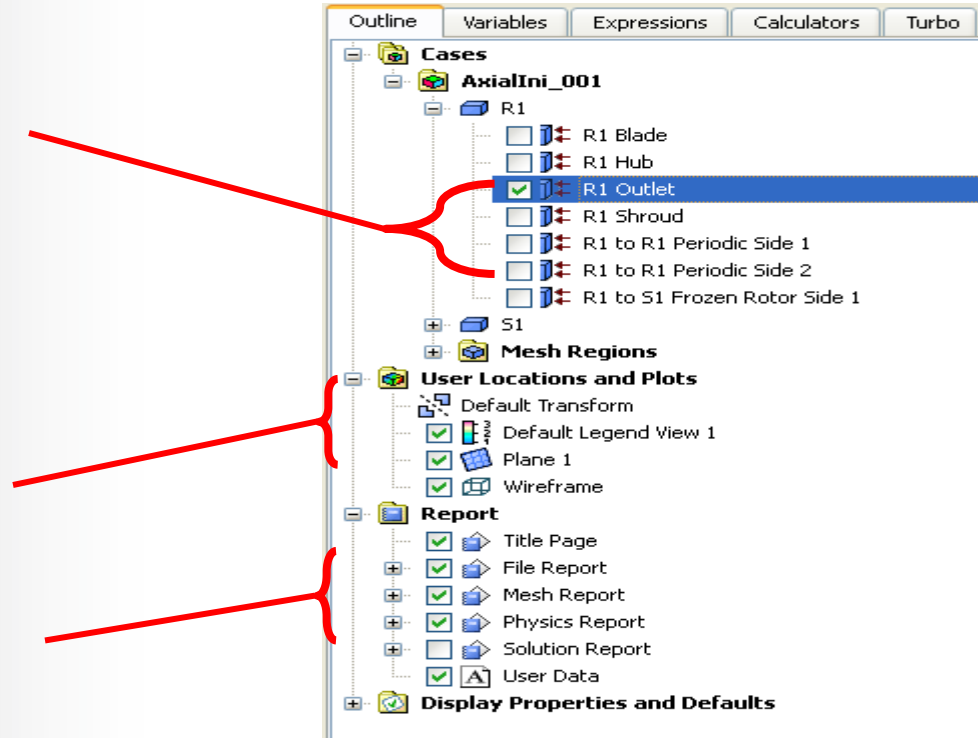 Outline Variables Expressions Calculators Turbo
Cases
AxialIni_001
R1
R1 Blade
R1 Hub
R1 Outlet
R1 Shroud
R1 to R1 Periodic Side 1
R1 to R1 Periodic Side 2
R1 to S1 Frozen Rotor Side 1
S1
Mesh Regions
User Locations and Plots
Default Transform
Default Legend View 1
Plane 1
Wireframe
Report
Title Page
File Report
Mesh Report
Physics Report
Solution Report
A User Data
Display Properties and Defaults